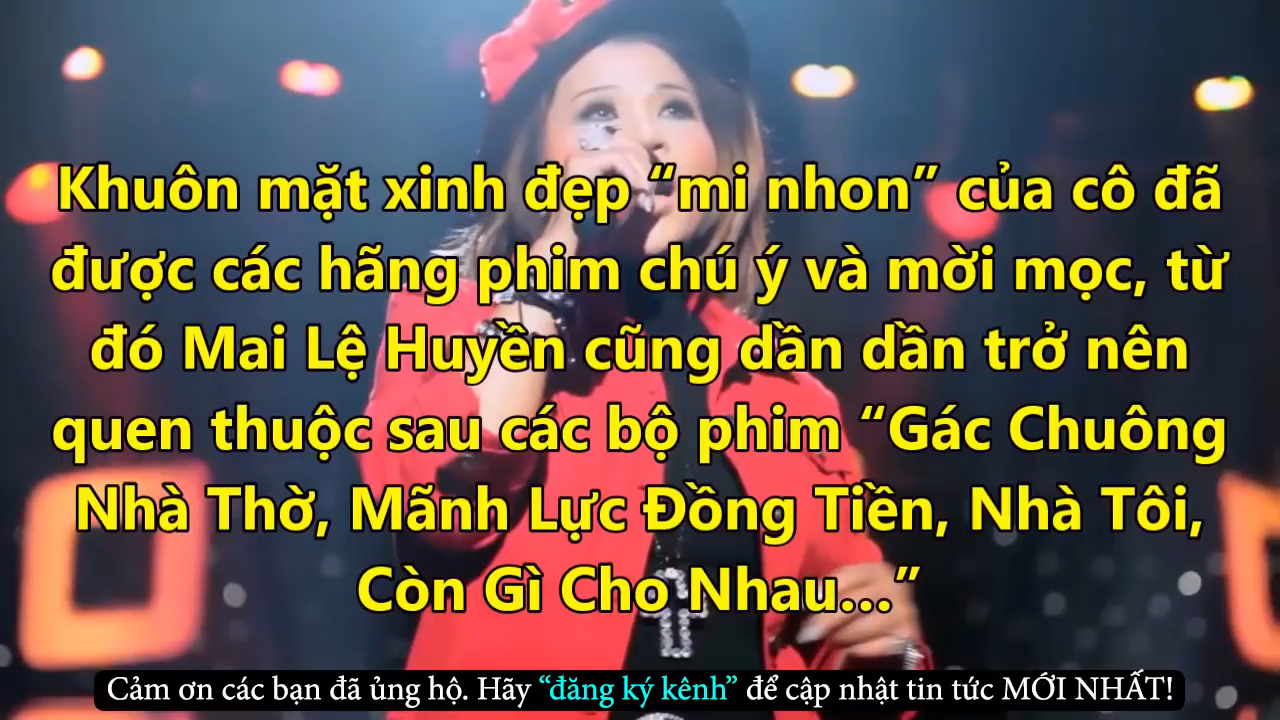 Khuôn mặt xinh đẹp “mi nhon” của cô đã
được các hãng phim chú ý và mời mọc, từ
đó Mai Lệ Huyền cũng dần dần trở nên
quen thuộc sau các bộ phim “Gác Chuông
Nhà Thờ, Mãnh Lực Đồng Tiền, Nhà Tôi,
Còn Gì Cho Nhau...”
Cảm ơn các bạn đã ủng hộ. Hãy “đăng ký kênh” để cập nhật tin tức MỚI NHẤT!